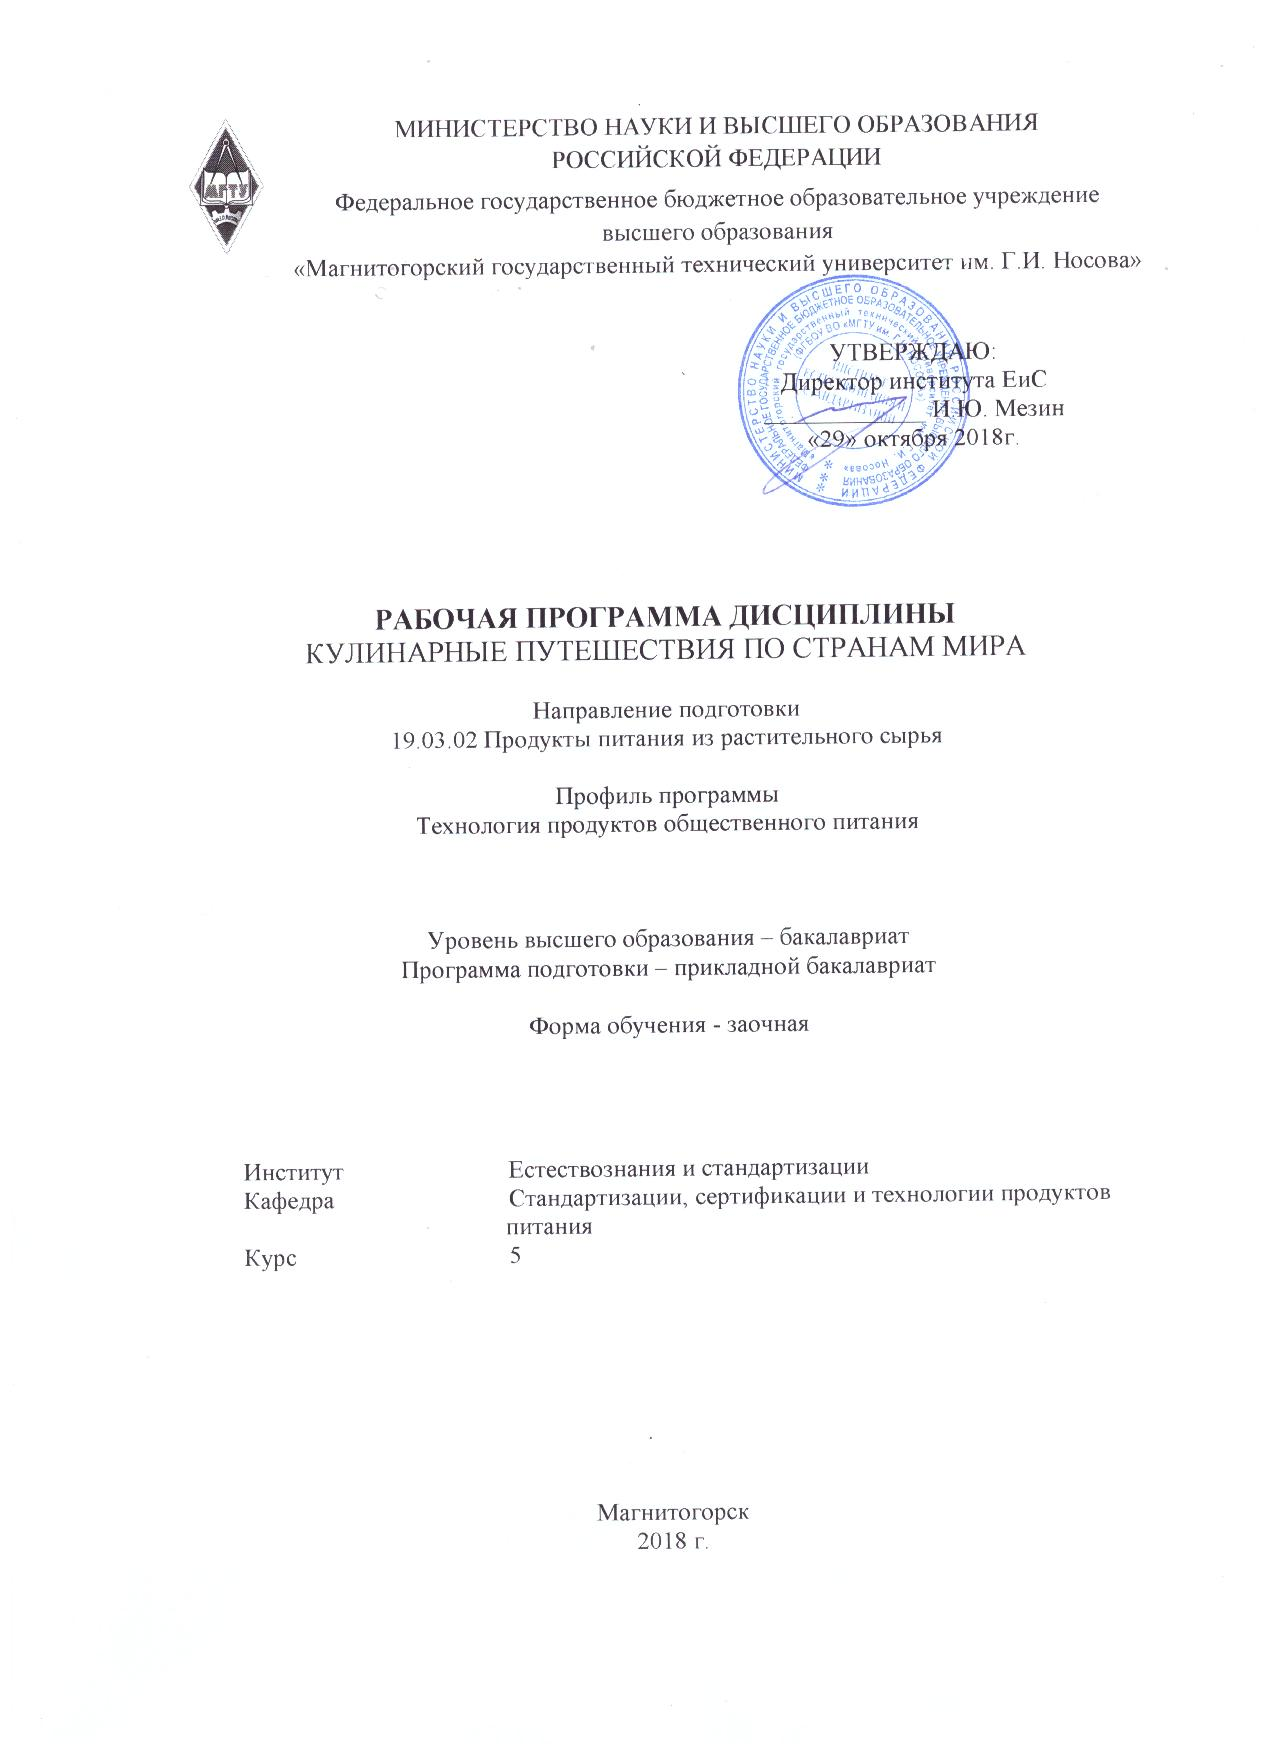 МИНИСТЕРСТВО НАУКИ И ВЫСШЕГО ОБРАЗОВАНИЯ
РОССИЙСКОЙ ФЕДЕРАЦИИ
Федеральное государственное бюджетное образовательное учреждение
высшего образования
«Магнитогорский государственный технический университет им. Г.И. Носова»
МГТУ
УТВЕРЖДАЮ:
Директор института ЕиС
И.Ю. Мезин
«29» октября 2018г.
РАБОЧАЯ ПРОГРАММА ДИСЦИПЛИНЫ
КУЛИНАРНЫЕ ПУТЕШЕСТВИЯ ПО СТРАНАМ МИРА
Направление подготовки
19.03.02 Продукты питания из растительного сырья
Профиль программы
Технология продуктов общественного питания
Уровень высшего образования – бакалавриат
Программа подготовки – прикладной бакалавриат
Форма обучения - заочная
Институт Естествознания и стандартизации
Кафедра Стандартизации, сертификации и технологии продуктов
питания
Курс 5
Магнитогорск
2018 г.